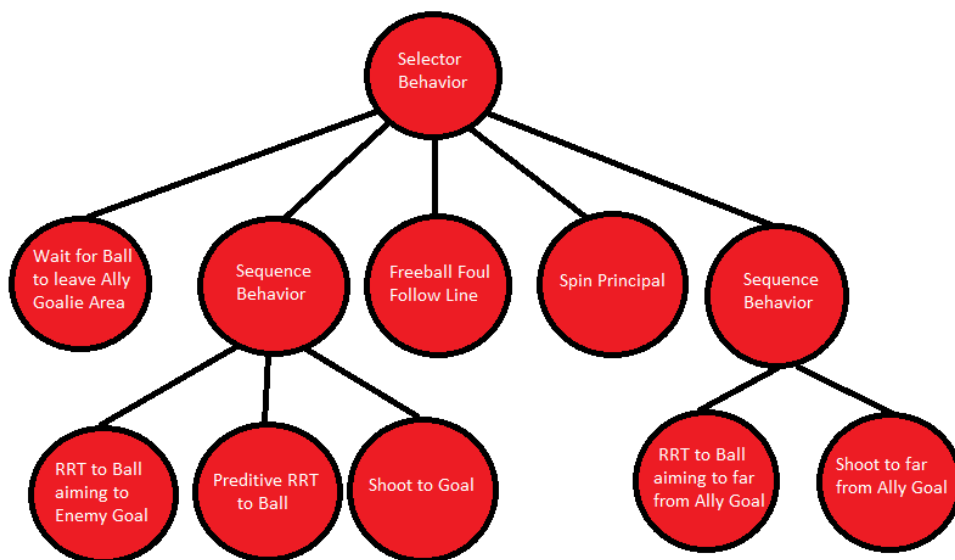 Selector
Behavior
Wait for Ball
to leave Ally
Goalie Area
Sequence
Behavior
Freeball Foul
Follow Line
Spin Principal
Sequence
Behavior
RRT to Ball
aiming to
Enemy Goal
Preditive RRT
to Ball
Shoot to Goal
RRT to Ball
aiming to far
from Ally Goal
Shoot to far
from Ally Goal